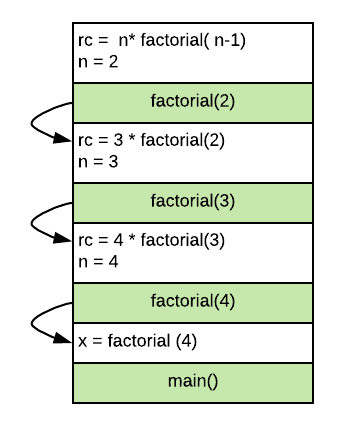 rc =  n* factorial( n-1)
n = 2
factorial(2)
rc = 3 * factorial(2)
n = 3
factorial(3)
rc = 4 * factorial(3)
n = 4
factorial(4)
x = factorial (4)
main()